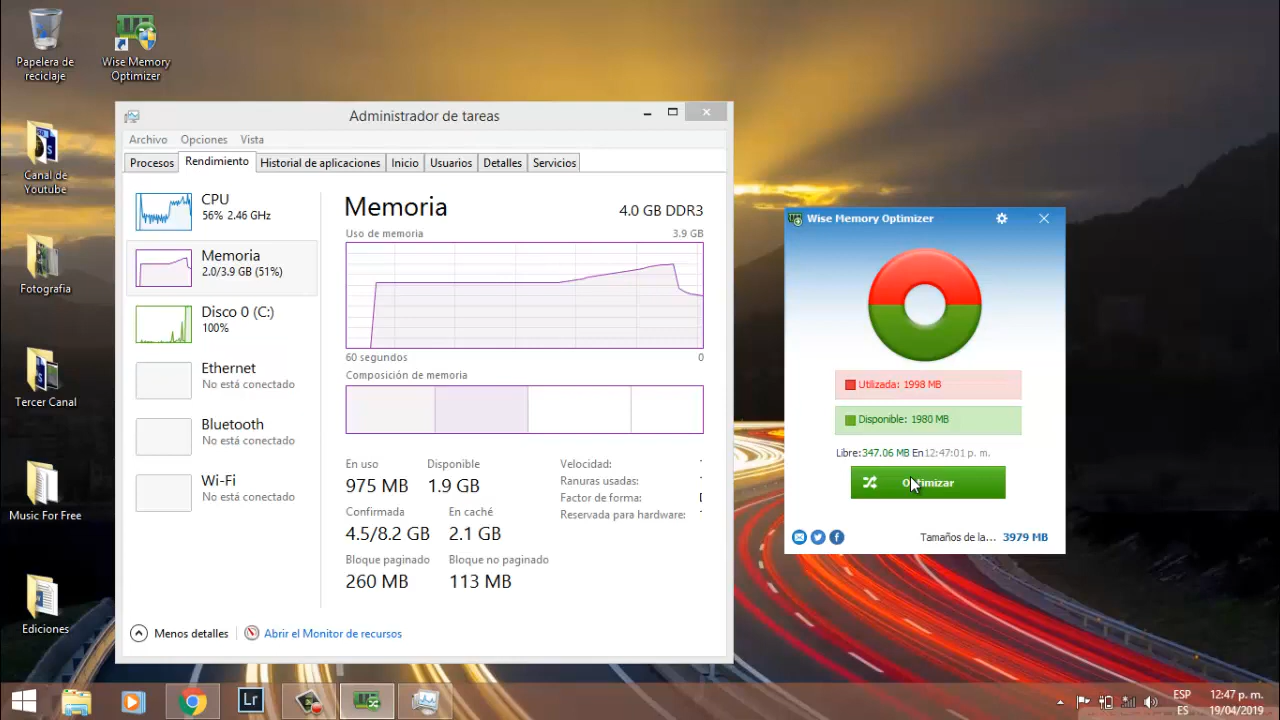 Papelera de
reciclaje
Wise Memory
Optimizer
Canal de
Youtube
Fotografia
Tercer Canal
Music For Free
Ediciones
Administrador de tareas
Archivo Opciones Vista
Procesos Rendimiento Historial de aplicaciones Inicio Usuarios Detalles Servicios
CPU
56% 2.46 GHz
Memoria
2.0/3.9 GB (51%)
Disco 0 (C:)
100%
Ethernet
No está conectado
Bluetooth
No está conectado
Wi-Fi
No está conectado
Memoria 4.0 GB DDR3
Uso de memoria 3.9 GB
60 segundos 0
Composición de memoria
En uso Disponible
975 MB 1.9 GB
Confirmada En caché
4.5/8.2 GB 2.1 GB
Bloque paginado Bloque no paginado
260 MB 113 MB
Velocidad:
Ranuras usadas:
Factor de forma:
Reservada para hardware:
Menos detalles Abrir el Monitor de recursos
Wise Memory Optimizer
Utilizada: 1998 MB
Disponible: 1980 MB
Libre:347.06 MB En12:47:01 p. m.
Optimizar
Tamaños de la... 3979 MB
Lr
ESP
ES
12:47 p. m.
19/04/2019